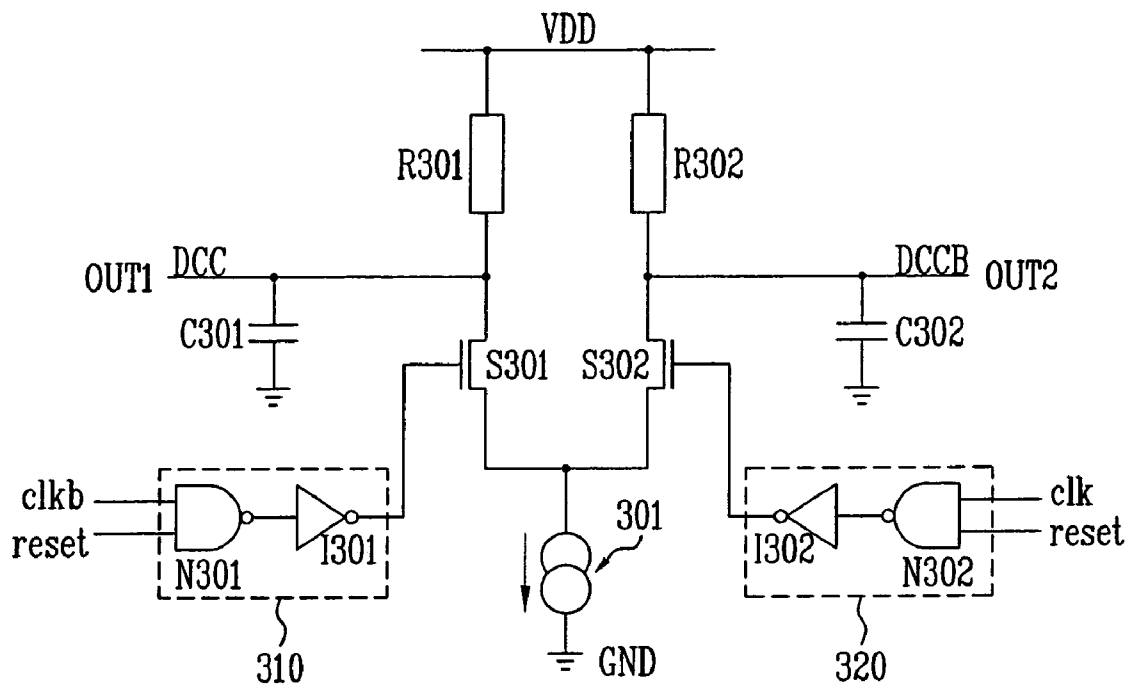 VDD
R301
R302
OUT1
DCC
DCCB
OUT2
C301
S301
S302
C302
clkb
reset
N301
I301
301
I302
N302
clk
reset
310
GND
320